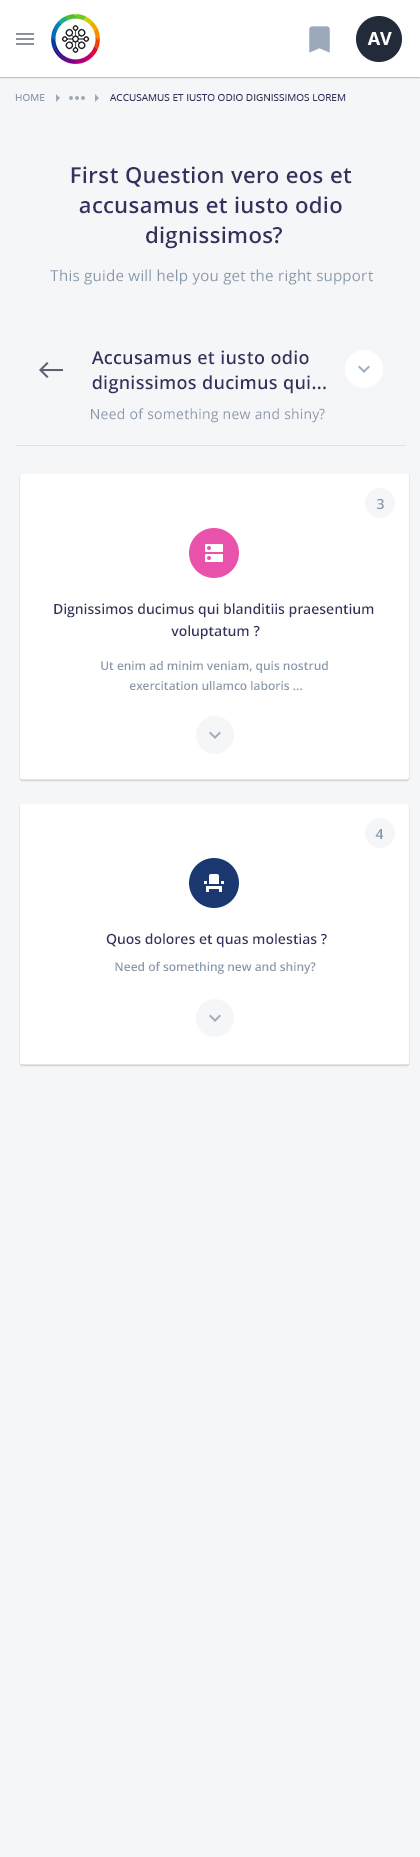 AV
HOME
ACCUSAMUS ET IUSTO ODIO DIGNISSIMOS LOREM
First Question vero eos et
accusamus et iusto odio
dignissimos?
This guide will help you get the right support
Accusamus et iusto odio
dignissimos ducimus qui...
Need of something new and shiny?
3
Dignissimos ducimus qui blanditiis praesentium
voluptatum ?
Ut enim ad minim veniam, quis nostrud
exercitation ullamco laboris ...
4
Quos dolores et quas molestias ?
Need of something new and shiny?